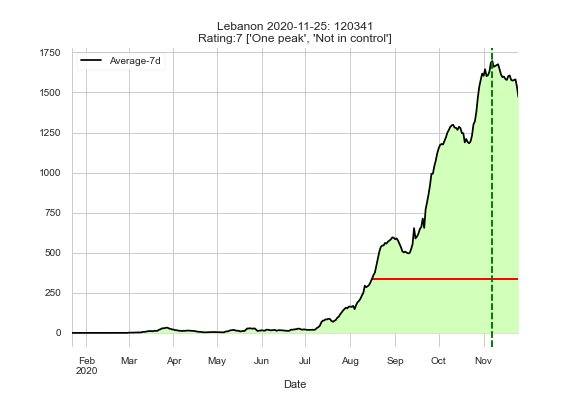 Lebanon 2020-11-25: 120341
Rating:7 ['One peak', 'Not in control']
Average-7d
1750
1500
1250
1000
750
500
250
0
Feb Mar Apr May Jun Jul Aug Sep Oct Nov
2020
Date